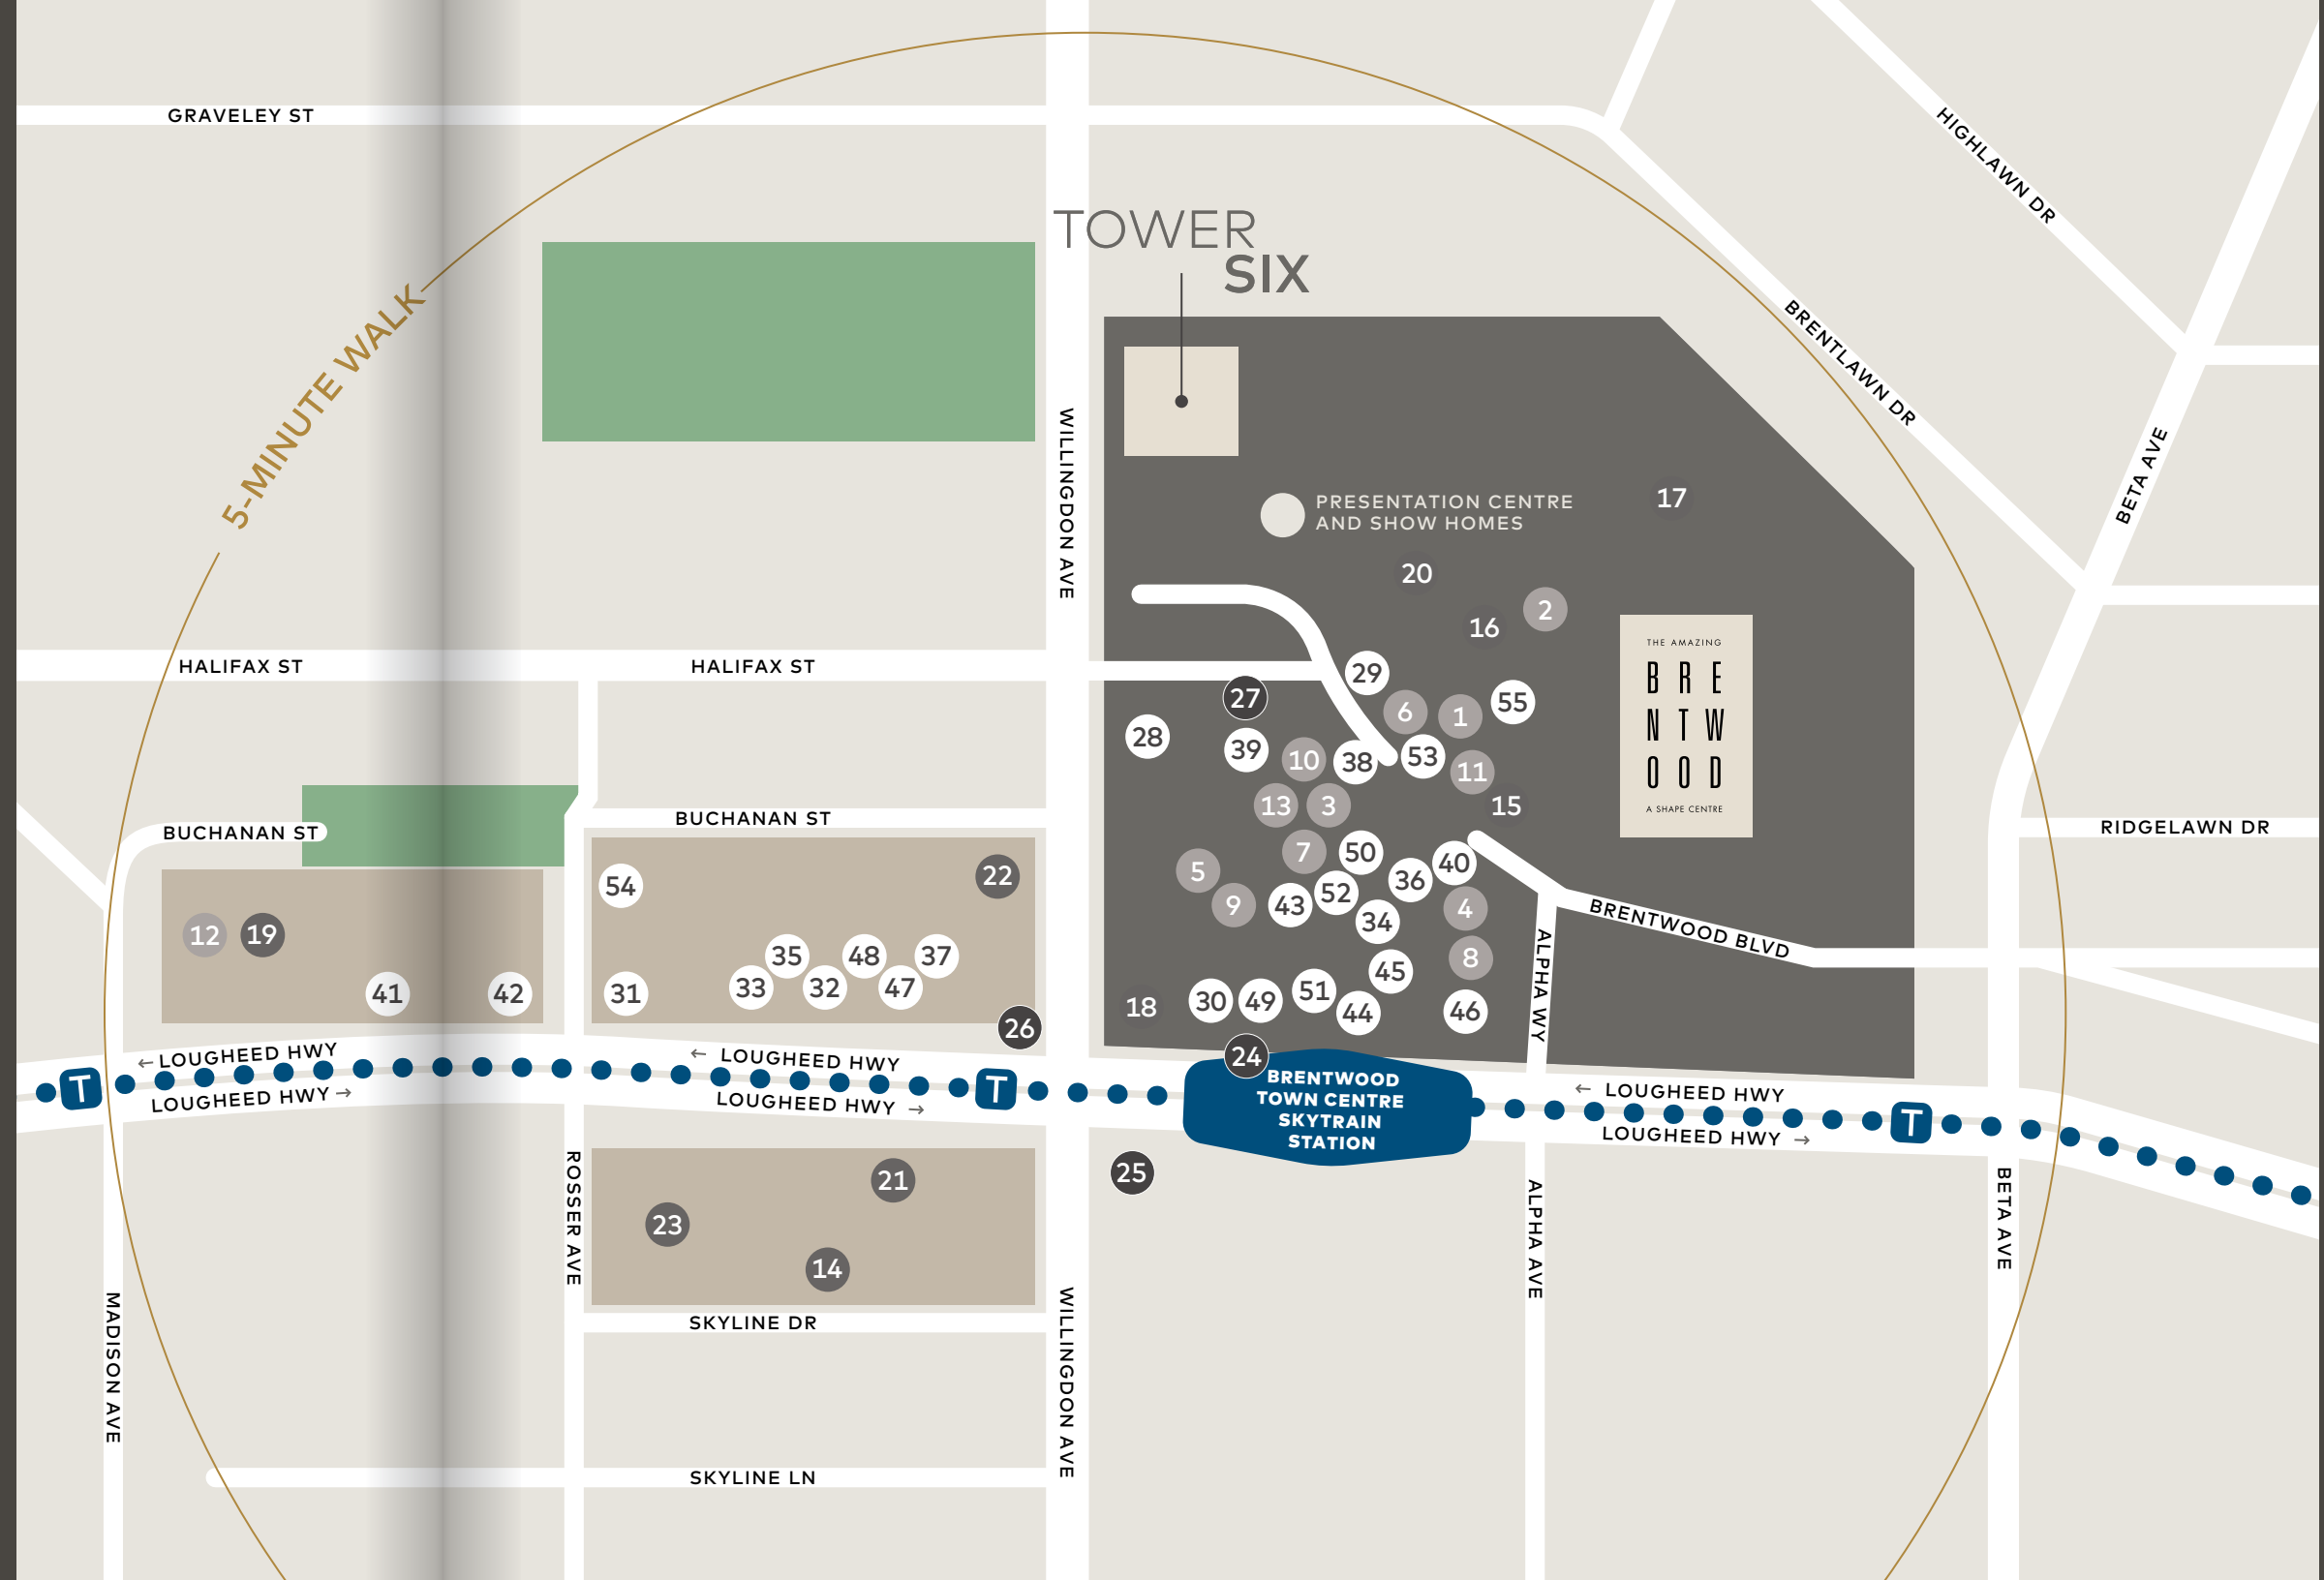 GRAVELEY ST
HIGHLAWN DR
TOWER
SIX
5-MINUTE WALK
BRENTLAWN DR
WILLINGDON AVE
BETA AVE
17
PRESENTATION CENTRE
AND SHOW HOMES
20
2
16
THE AMAZING
BRE
NTW
OOD
A SHAPE CENTRE
HALIFAX ST
HALIFAX ST
29
27
6
1
55
28
39
10
38
53
11
13
3
15
BUCHANAN ST
BUCHANAN ST
RIDGELAWN DR
54
22
5
7
50
40
36
52
9
43
34
4
BRENTWOOD BLVD
12
19
35
48
37
45
8
ALPHA WY
41
42
31
33
32
47
18
30
49
51
44
46
26
← LOUGHEED HWY
← LOUGHEED HWY
24
T
T
BRENTWOOD
TOWN CENTRE
SKYTRAIN
STATION
← LOUGHEED HWY
T
LOUGHEED HWY →
LOUGHEED HWY →
LOUGHEED HWY →
25
ROSSER AVE
21
23
14
ALPHA AVE
BETA AVE
MADISON AVE
SKYLINE DR
WILLINGDON AVE
SKYLINE LN